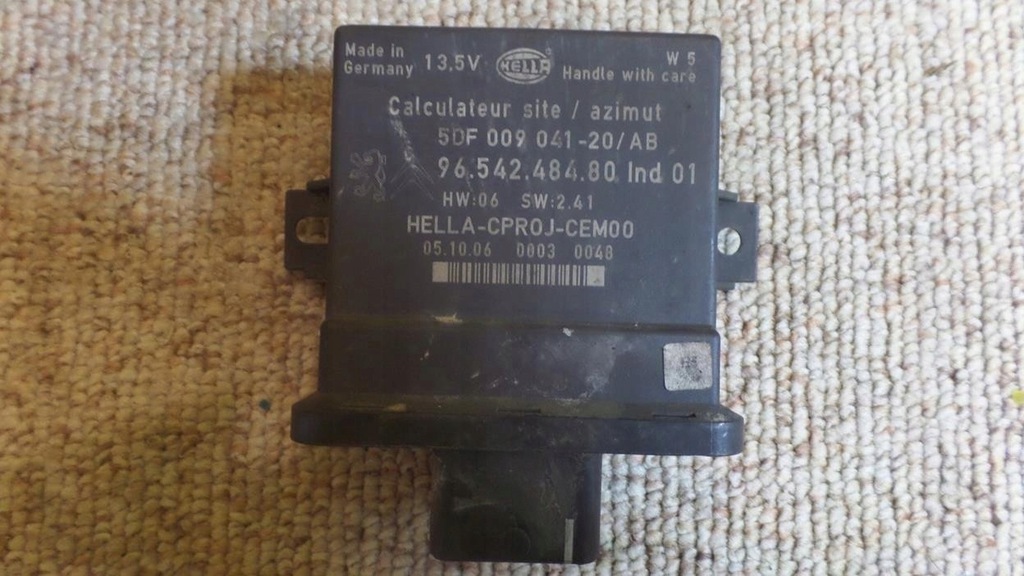 Made in Germany 13,5V HELLA W 5
Handle with care
Calculateur site / azimut
5DF 009 041-20/AB
96.542.484.80 Ind 01
HW:06 SW:2.41
HELLA-CPROJ-CEM00
05.10.06 0003 0048